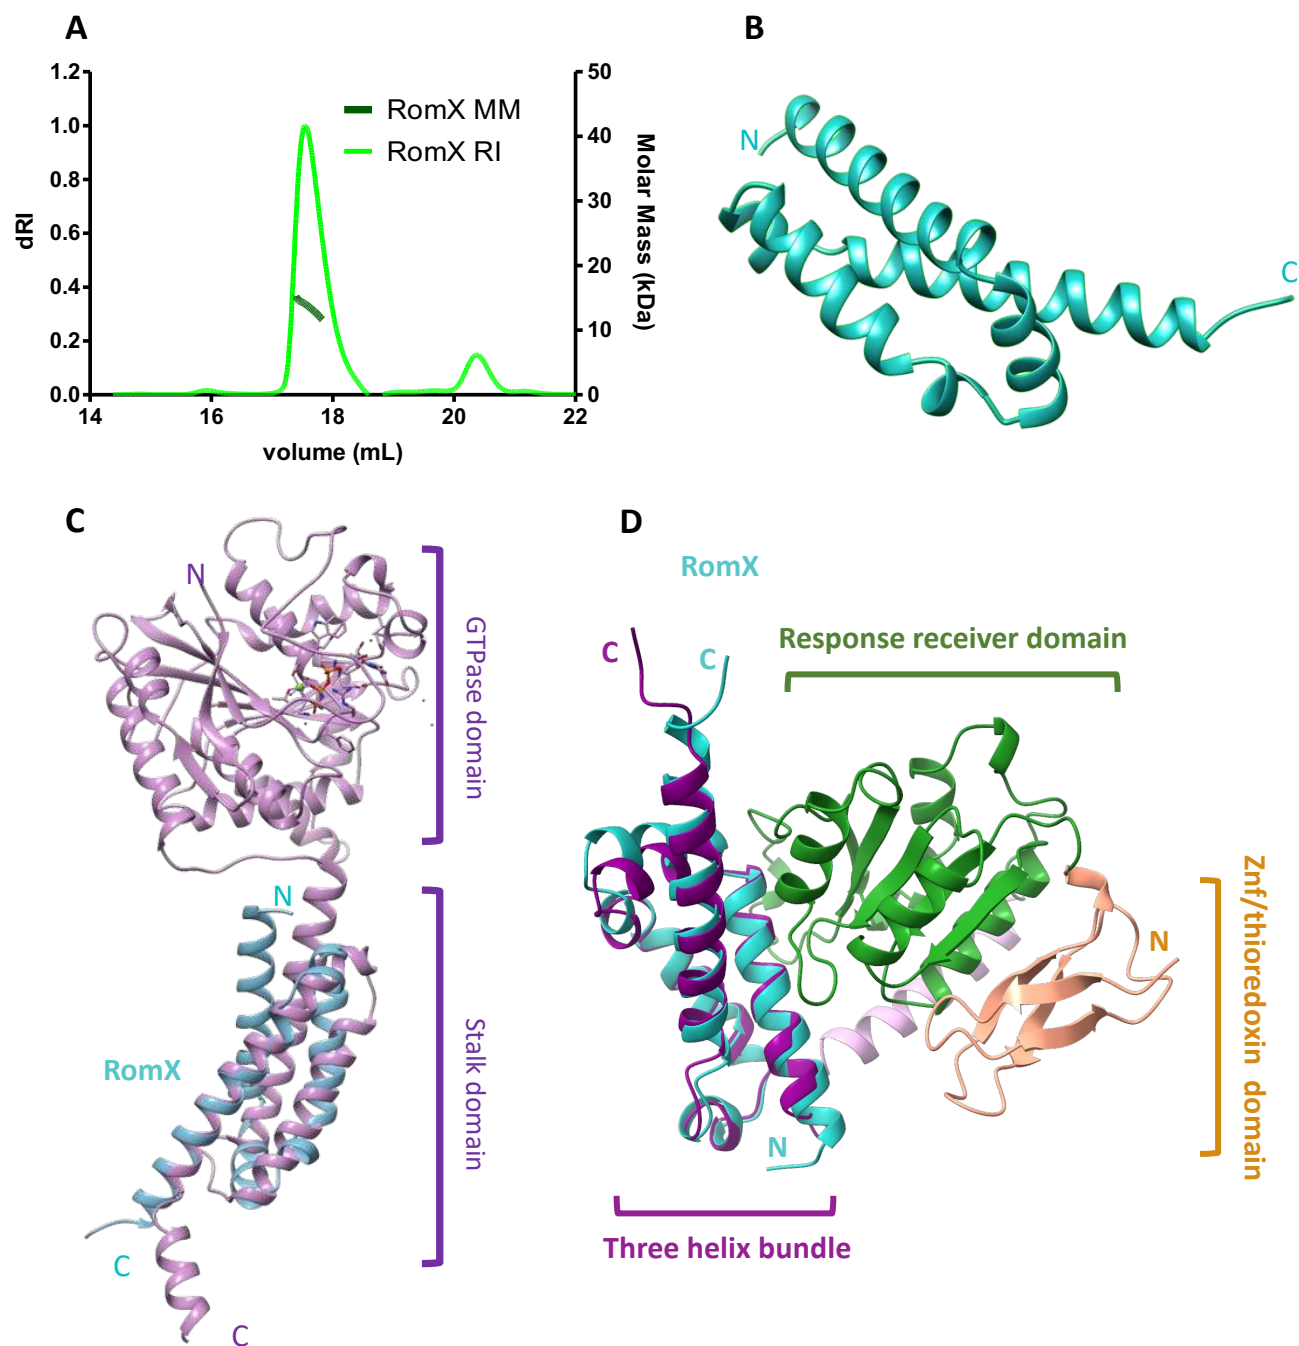 A
1.2
1.0
0.8
0.6
0.4
0.2
0.0
dRI
14
16
18
20
22
volume (mL)
50
40
30
20
10
0
Molar Mass (kDa)
RomX MM
RomX RI
B
N
C
C
N
GTPase domain
N
RomX
Stalk domain
C
C
D
RomX
C
C
Response receiver domain
N
Znf/thioredoxin domain
N
Three helix bundle